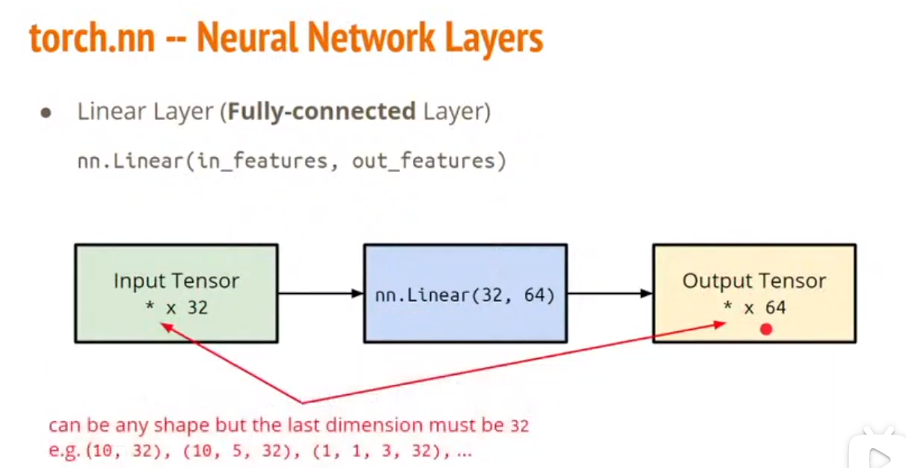 torch.nn -- Neural Network Layers
● Linear Layer (Fully-connected Layer)
nn.Linear(in_features, out_features)
Input Tensor
* x 32
nn.Linear(32, 64)
Output Tensor
* x 64
can be any shape but the last dimension must be 32
e.g. (10, 32), (10, 5, 32), (1, 1, 3, 32), ...